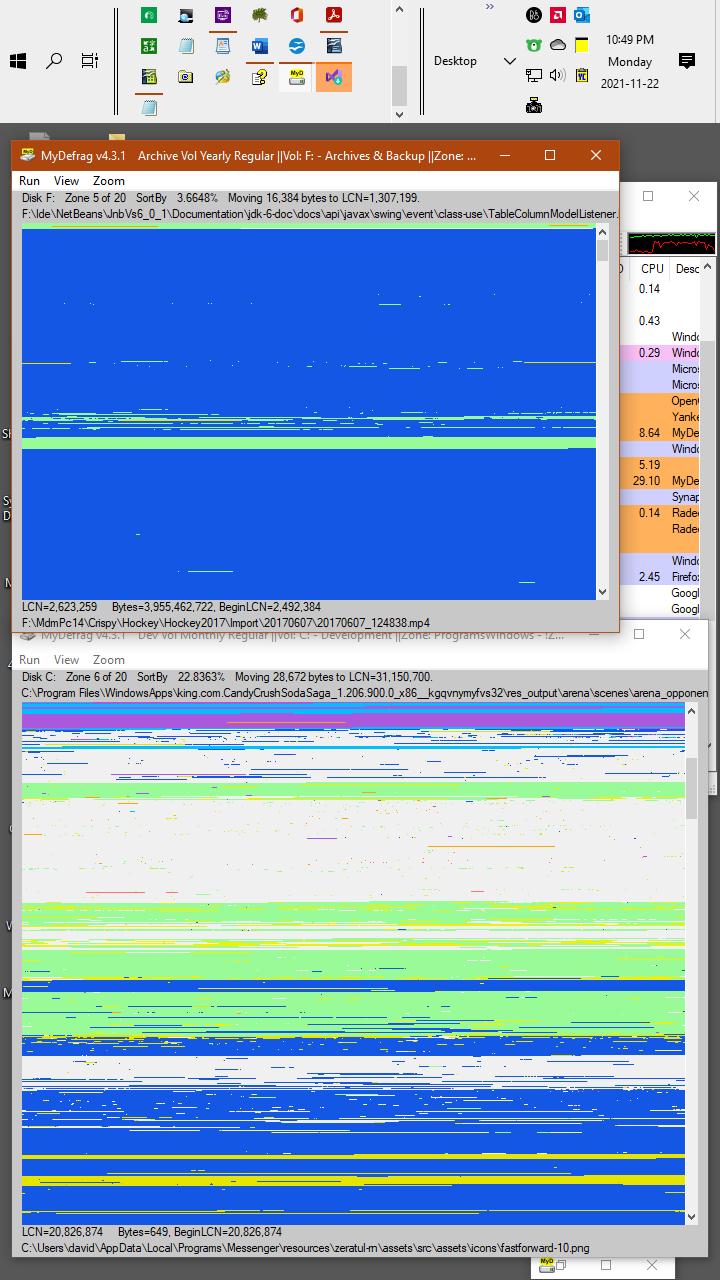 10:49 PM
Desktop
Monday
2021-11-22
MyDefrag v4.3.1 Archive Vol Yearly Regular ||Vol: F: - Archives & Backup ||Zone: ...
Run View Zoom
Disk F: Zone 5 of 20 SortBy 3.6648% Moving 16,384 bytes to LCN=1,307,199.
F:\Ide\NetBeans\JnbVs6_0_1\Documentation\jdk-6-doc\docs\api\javax\swing\event\class-use\TableColumnModelListener.
CPU Desc
0.14
0.43
Windo
0.29 Windo
Micros
Micros
Open
Yanke
8.64 MyDe
Windo
5.19
29.10 MyDe
Synap
0.14 Radeo
Radeo
Windo
2.45 Firefo
Googl
Googl
LCN=2,623,259 Bytes=3,955,462,722, BeginLCN=2,492,384
F:\MdmPc14\Crispy\Hockey\Hockey2017\Import\20170607\20170607_124838.mp4
MyDefrag v4.3.1 Dev Vol Monthly Regular ||Vol: C: - Development ||Zone: ProgramsWindows - !Z...
Run View Zoom
Disk C: Zone 6 of 20 SortBy 22.8363% Moving 28,672 bytes to LCN=31,150,700.
C:\Program Files\WindowsApps\king.com.CandyCrushSodaSaga_1.206.900.0_x86__kgqvnymyfvs32\res_output\arena\scenes\arena_opponen
LCN=20,826,874 Bytes=649, BeginLCN=20,826,874
C:\Users\david\AppData\Local\Programs\Messenger\resources\zeratul-rn\assets\src\assets\icons\fastforward-10.png